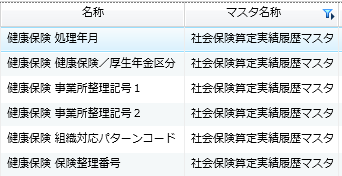 名称 マスタ名称
健康保険 処理年月 社会保険算定実績履歴マスタ
健康保険 健康保険／厚生年金区分 社会保険算定実績履歴マスタ
健康保険 事業所整理記号１ 社会保険算定実績履歴マスタ
健康保険 事業所整理記号２ 社会保険算定実績履歴マスタ
健康保険 組織対応パターンコード 社会保険算定実績履歴マスタ
健康保険 保険整理番号 社会保険算定実績履歴マスタ